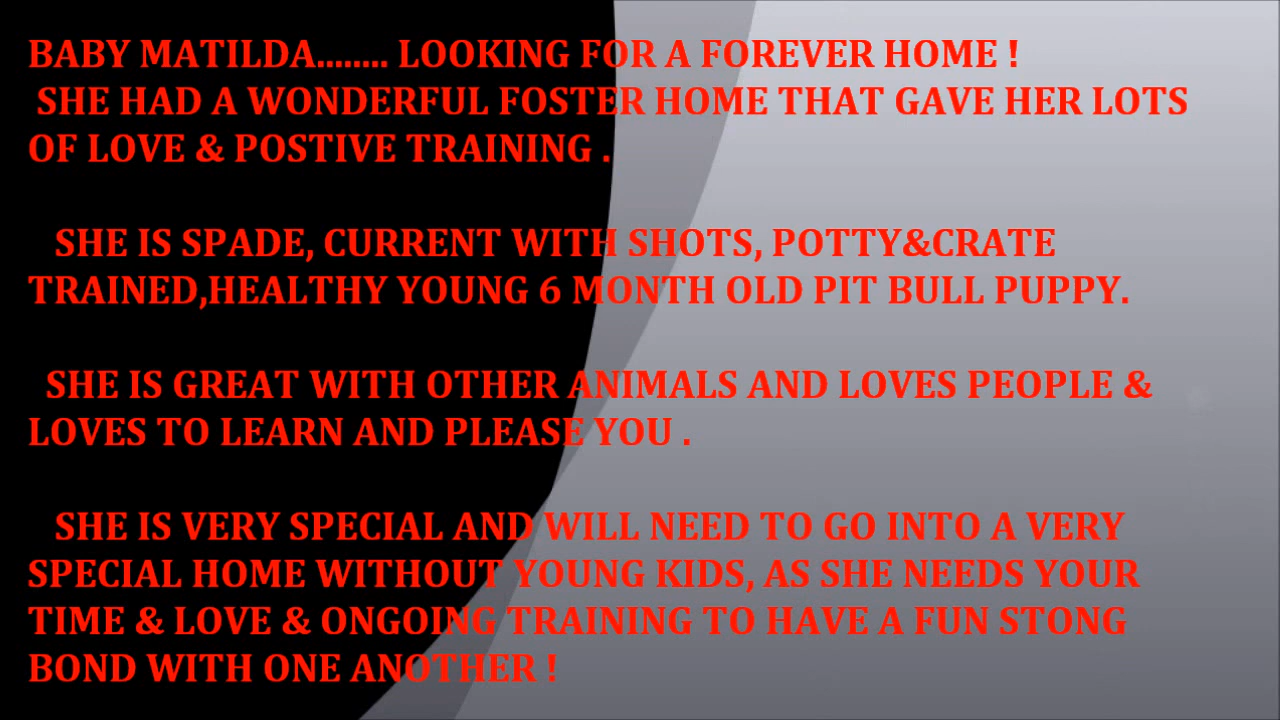 BABY MATILDA........ LOOKING FOR A FOREVER HOME !
SHE HAD A WONDERFUL FOSTER HOME THAT GAVE HER LOTS
OF LOVE & POSTIVE TRAINING .
SHE IS SPADE, CURRENT WITH SHOTS, POTTY&CRATE
TRAINED,HEALTHY YOUNG 6 MONTH OLD PIT BULL PUPPY.
SHE IS GREAT WITH OTHER ANIMALS AND LOVES PEOPLE &
LOVES TO LEARN AND PLEASE YOU .
SHE IS VERY SPECIAL AND WILL NEED TO GO INTO A VERY
SPECIAL HOME WITHOUT YOUNG KIDS, AS SHE NEEDS YOUR
TIME & LOVE & ONGOING TRAINING TO HAVE A FUN STONG
BOND WITH ONE ANOTHER !